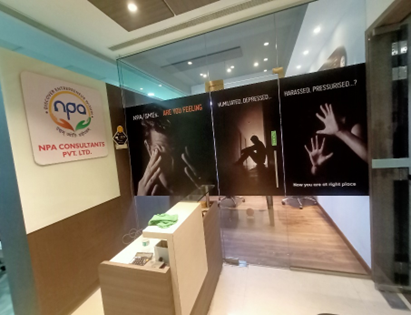 npa
NPA CONSULTANTS
PVT. LTD.
NPA/SMEs. ARE YOU FEELING
HUMILIATED, DEPRESSED...
HARASSED, PRESSURISED..?
Now you are at right place